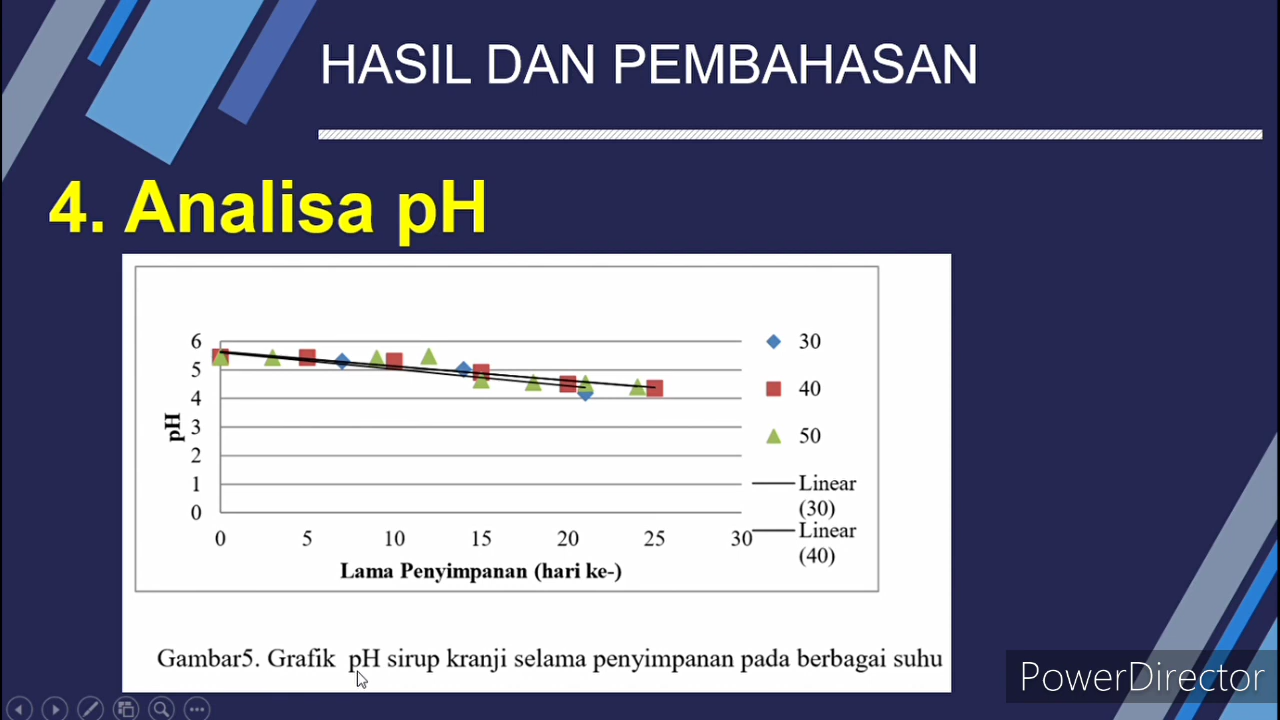 HASIL DAN PEMBAHASAN
4. Analisa pH
6
5
4
3
2
1
0
pH
0 5 10 15 20 25 30
Lama Penyimpanan (hari ke-)
30
40
50
Linear
(30)
Linear
(40)
Gambar5. Grafik pH sirup kranji selama penyimpanan pada berbagai suhu
PowerDirector